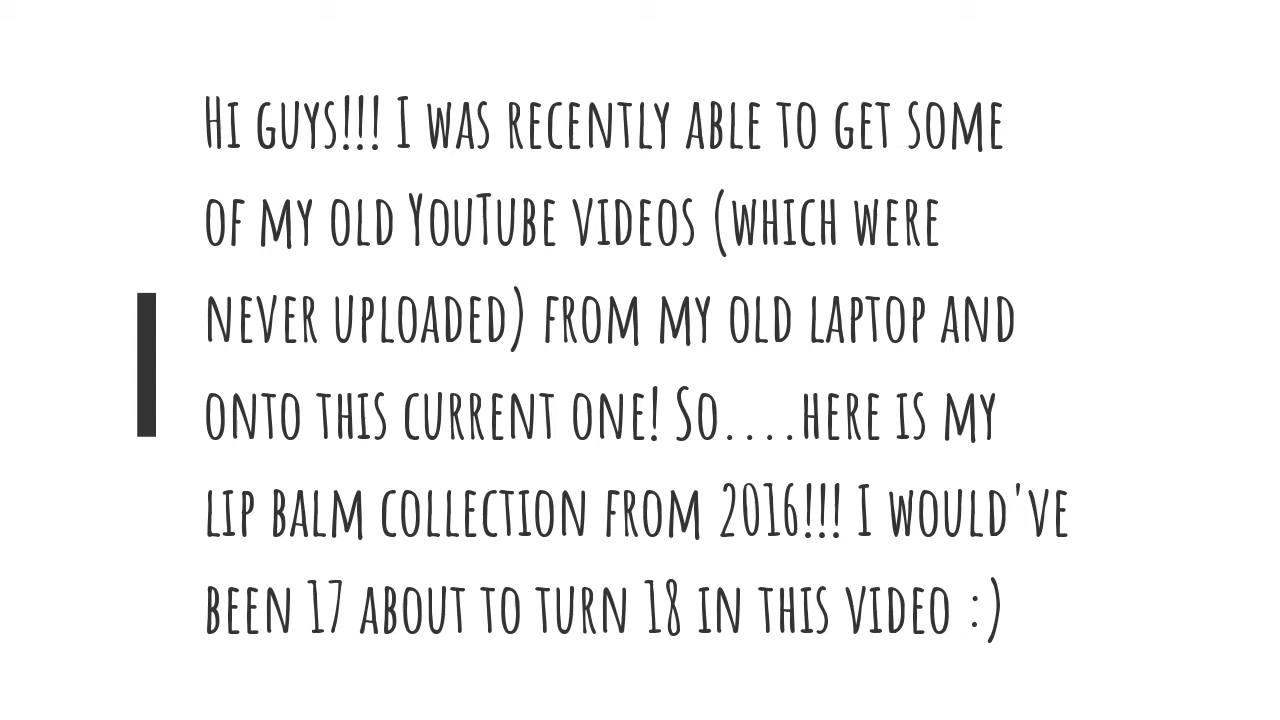 Hi guys!!! I was recently able to get some
of my old YouTube videos (which were
never uploaded) from my old laptop and
onto this current one! So....here is my
lip balm collection from 2016!!! I would've
been 17 about to turn 18 in this video :)